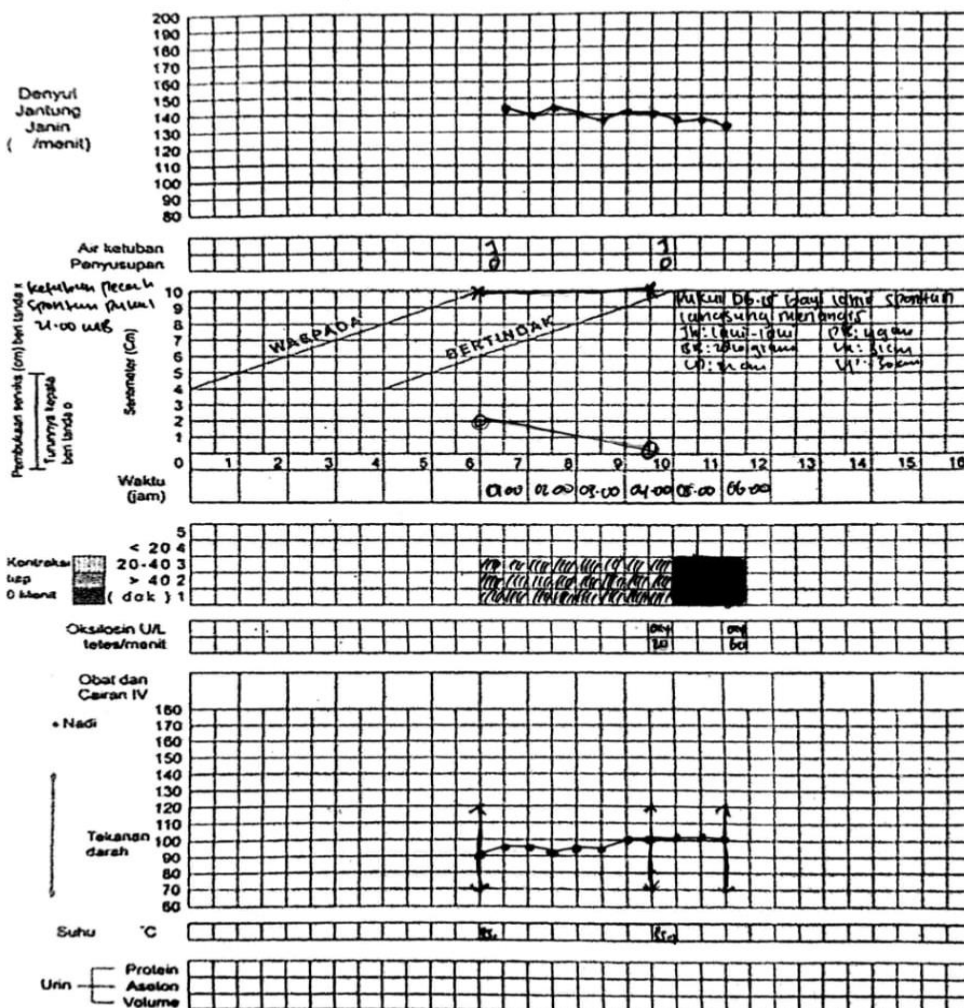 200
190
180
170
160
150
140
130
120
110
100
90
80
Denyut
Jantung
Janin
( /menit)
Air ketuban
Penyusupan
J
0
J
0
Ketuban pecah
spontan pukul
21.00 WIB
Pembukaan serviks (cm) beri tanda x
Turunnya kepala
beri tanda o
Sentimeter (Cm)
10
9
8
7
6
5
4
3
2
1
0
WASPADA
BERTINDAK
Pukul 06.15 bayi lahir spontan
langsung menangis
1 2 3 4 5 6 7 8 9 10 11 12 13 14 15 16
Waktu
(jam)
01.00 02.00 03.00 04.00 05.00 06.00
Kontraksi
tiap
0 Menit
< 20
20-40
> 40
( dok )
5
4
3
2
1
Oksitosin U/L
tetes/menit
20
60
Obat dan
Cairan IV
• Nadi
Tekanan
darah
180
170
160
150
140
130
120
110
100
90
80
70
60
Suhu °C
Urin
Protein
Aseton
Volume